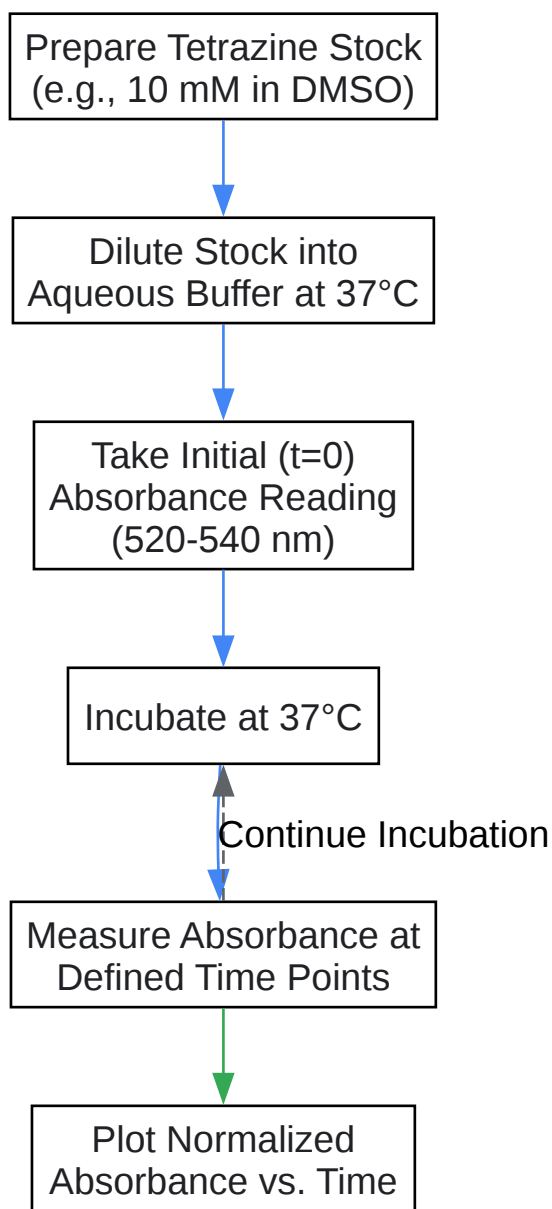 Prepare Tetrazine Stock
(e.g., 10 mM in DMSO)
Dilute Stock into
Aqueous Buffer at 37°C
Take Initial (t=0)
Absorbance Reading
(520-540 nm)
Incubate at 37°C
Continue Incubation
Measure Absorbance at
Defined Time Points
Plot Normalized
Absorbance vs. Time